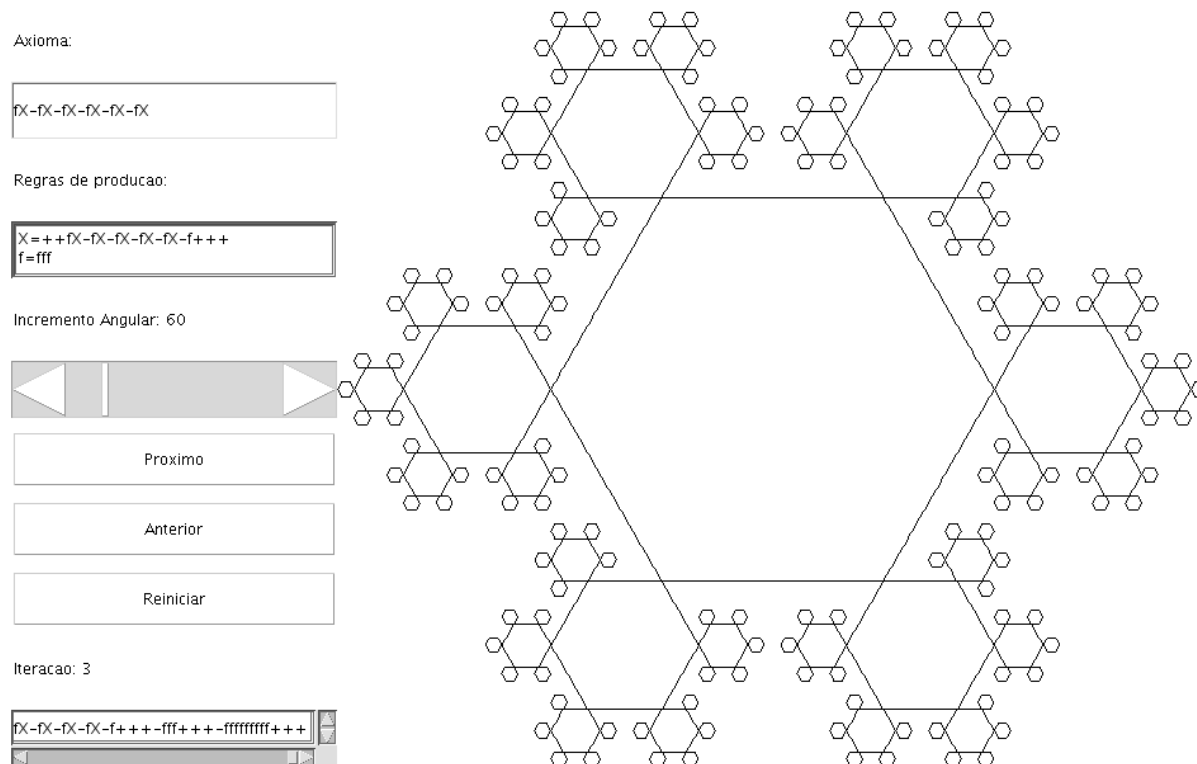 Axioma:
fX-fX-fX-fX-fX-fX
Regras de producao:
X=++fX-fX-fX-fX-fX-f+++
f=fff
Incremento Angular: 60
Proximo
Anterior
Reiniciar
Iteracao: 3
fX-fX-fX-fX-f+++-fff+++-fffffffff+++